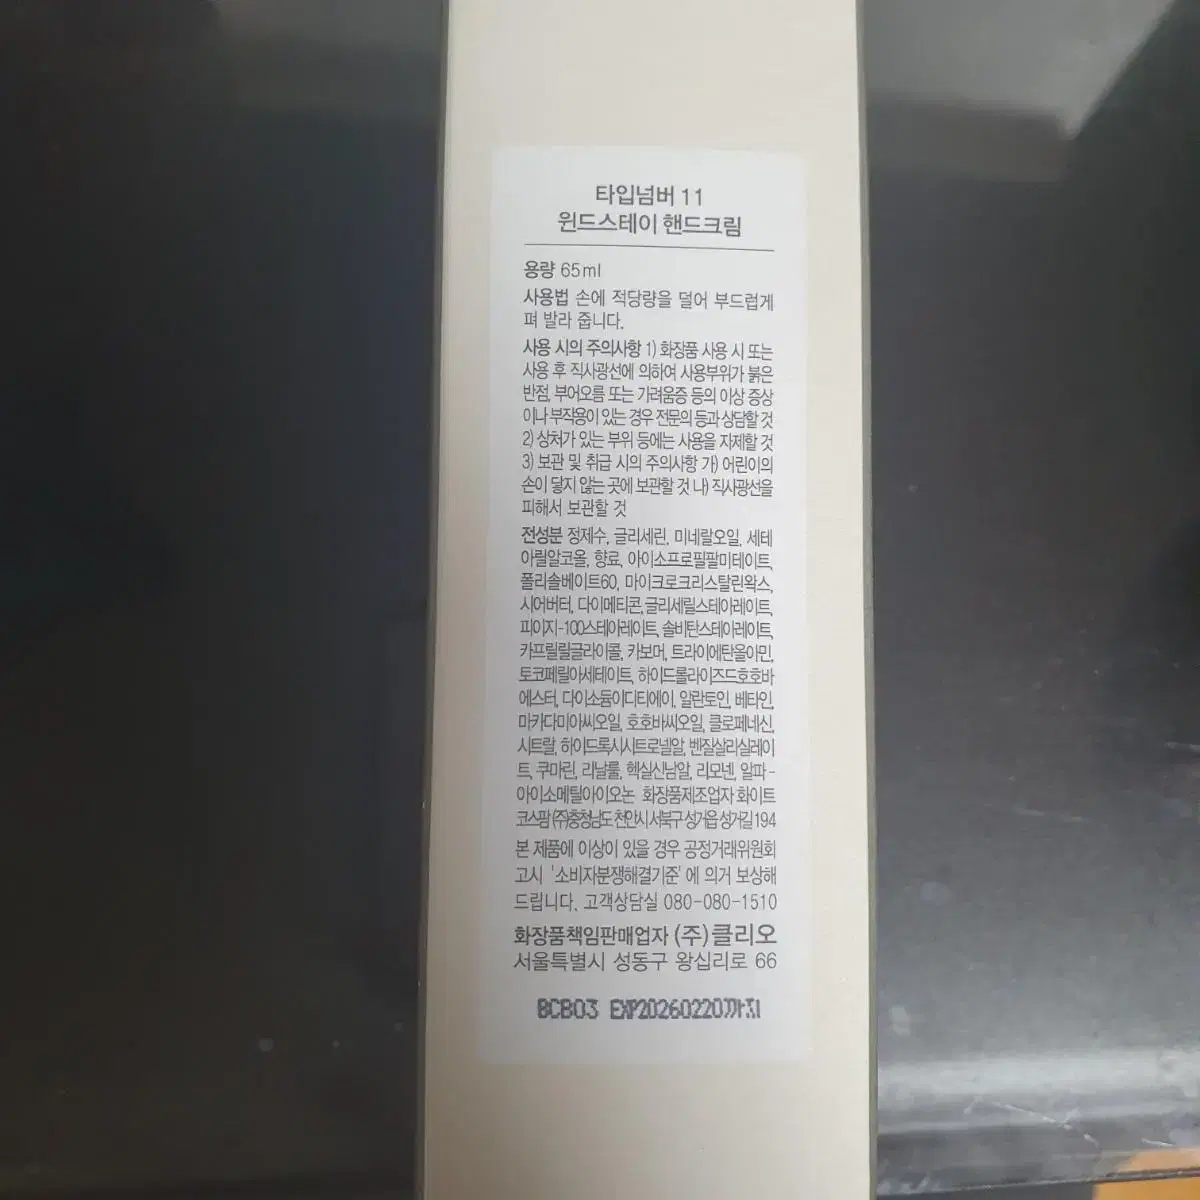 타입넘버 11
윈드스테이 핸드크림
용량 65ml
사용법 손에 적당량을 덜어 부드럽게
펴 발라 줍니다.
사용 시의 주의사항 1) 화장품 사용 시 또는
사용 후 직사광선에 의하여 사용부위가 붉은
반점, 부어오름 또는 가려움증 등의 이상 증상
이나 부작용이 있는 경우 전문의 등과 상담할 것
2) 상처가 있는 부위 등에는 사용을 자제할 것
3) 보관 및 취급 시의 주의사항 가) 어린이의
손이 닿지 않는 곳에 보관할 것 나) 직사광선을
피해서 보관할 것
전성분 정제수, 글리세린, 미네랄오일, 세테
아릴알코올, 향료, 아이소프로필팔미테이트,
폴리솔베이트60, 마이크로크리스탈린왁스,
시어버터, 다이메티콘, 글리세릴스테아레이트,
피이지-100스테아레이트, 솔비탄스테아레이트,
카프릴릴글라이콜, 카보머, 트라이에탄올아민,
토코페릴아세테이트, 하이드롤라이즈드호호바
에스터, 다이소듐이디티에이, 알란토인, 베타인,
마카다미아씨오일, 호호바씨오일, 클로페네신,
시트랄, 하이드록시시트로넬알, 벤질살리실레이
트, 쿠마린, 리날룰, 헥실신남알, 리모넨, 알파-
아이소메틸아이오논 화장품제조업자 화이트
코스팜 (주)충청남도 천안시 서북구 성거읍 성거길 194
본 제품에 이상이 있을 경우 공정거래위원회
고시 '소비자분쟁해결기준' 에 의거 보상해
드립니다. 고객상담실 080-080-1510
화장품책임판매업자 (주)클리오
서울특별시 성동구 왕십리로 66
BCB03 EXP20260220까지